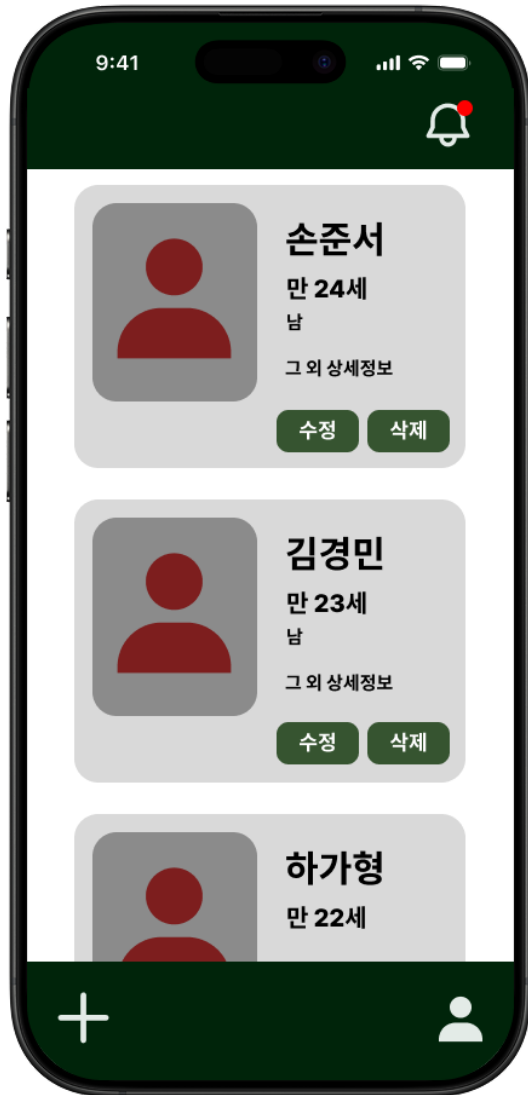 9:41
손준서
만 24세
남
그 외 상세정보
수정 삭제
김경민
만 23세
남
그 외 상세정보
수정 삭제
하가형
만 22세